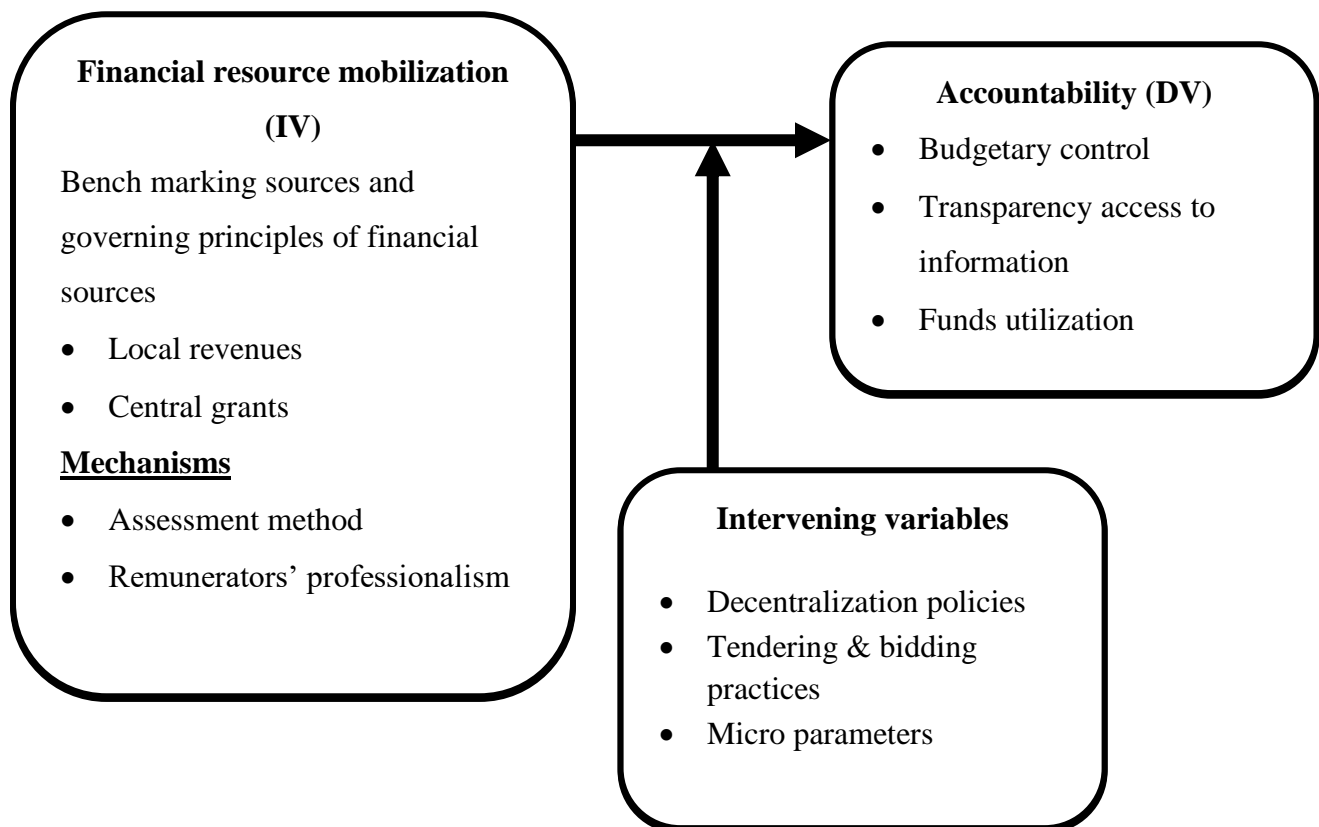 Financial resource mobilization
(IV)
Bench marking sources and
governing principles of financial
sources
• Local revenues
• Central grants
Mechanisms
• Assessment method
• Remunerators’ professionalism
Accountability (DV)
• Budgetary control
• Transparency access to
information
• Funds utilization
Intervening variables
• Decentralization policies
• Tendering & bidding
practices
• Micro parameters